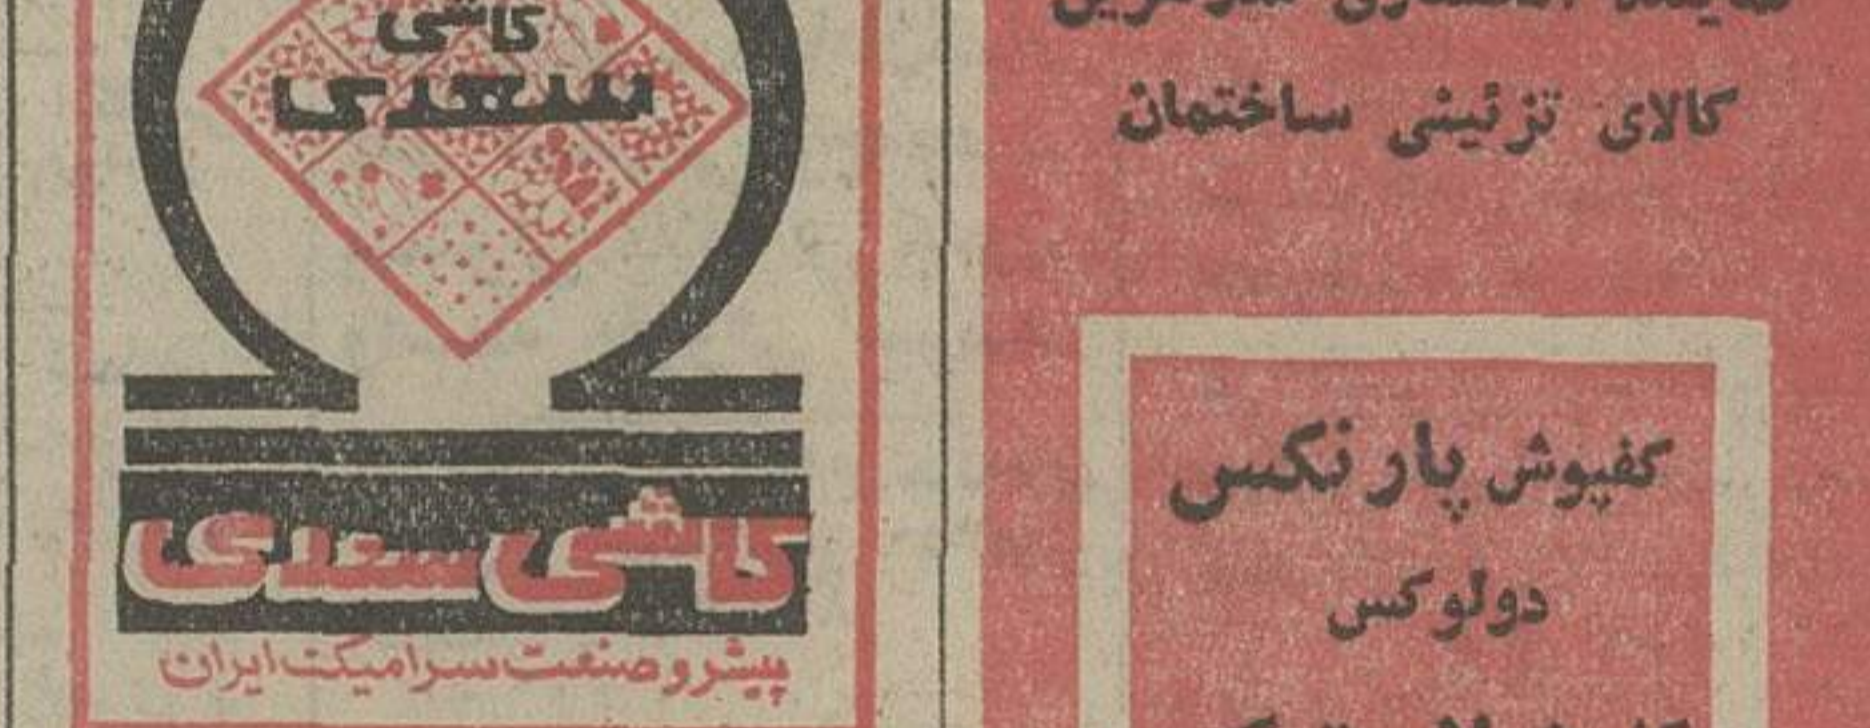 کاشی
سعدی
کاشی سعدی
پیشرو صنعت سرامیک ایران
کالای تزئینی ساختمان
کفپوش پارنکس
دولوکس